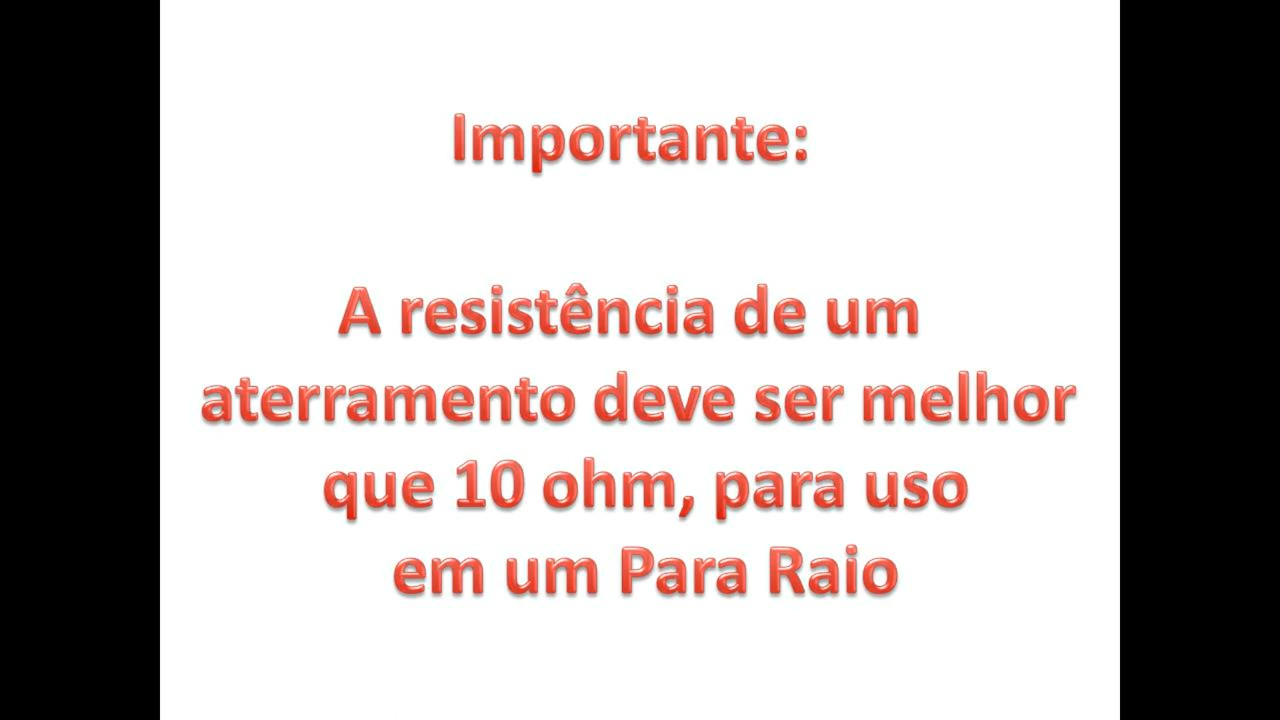 Importante:
A resistência de um
aterramento deve ser melhor
que 10 ohm, para uso
em um Para Raio